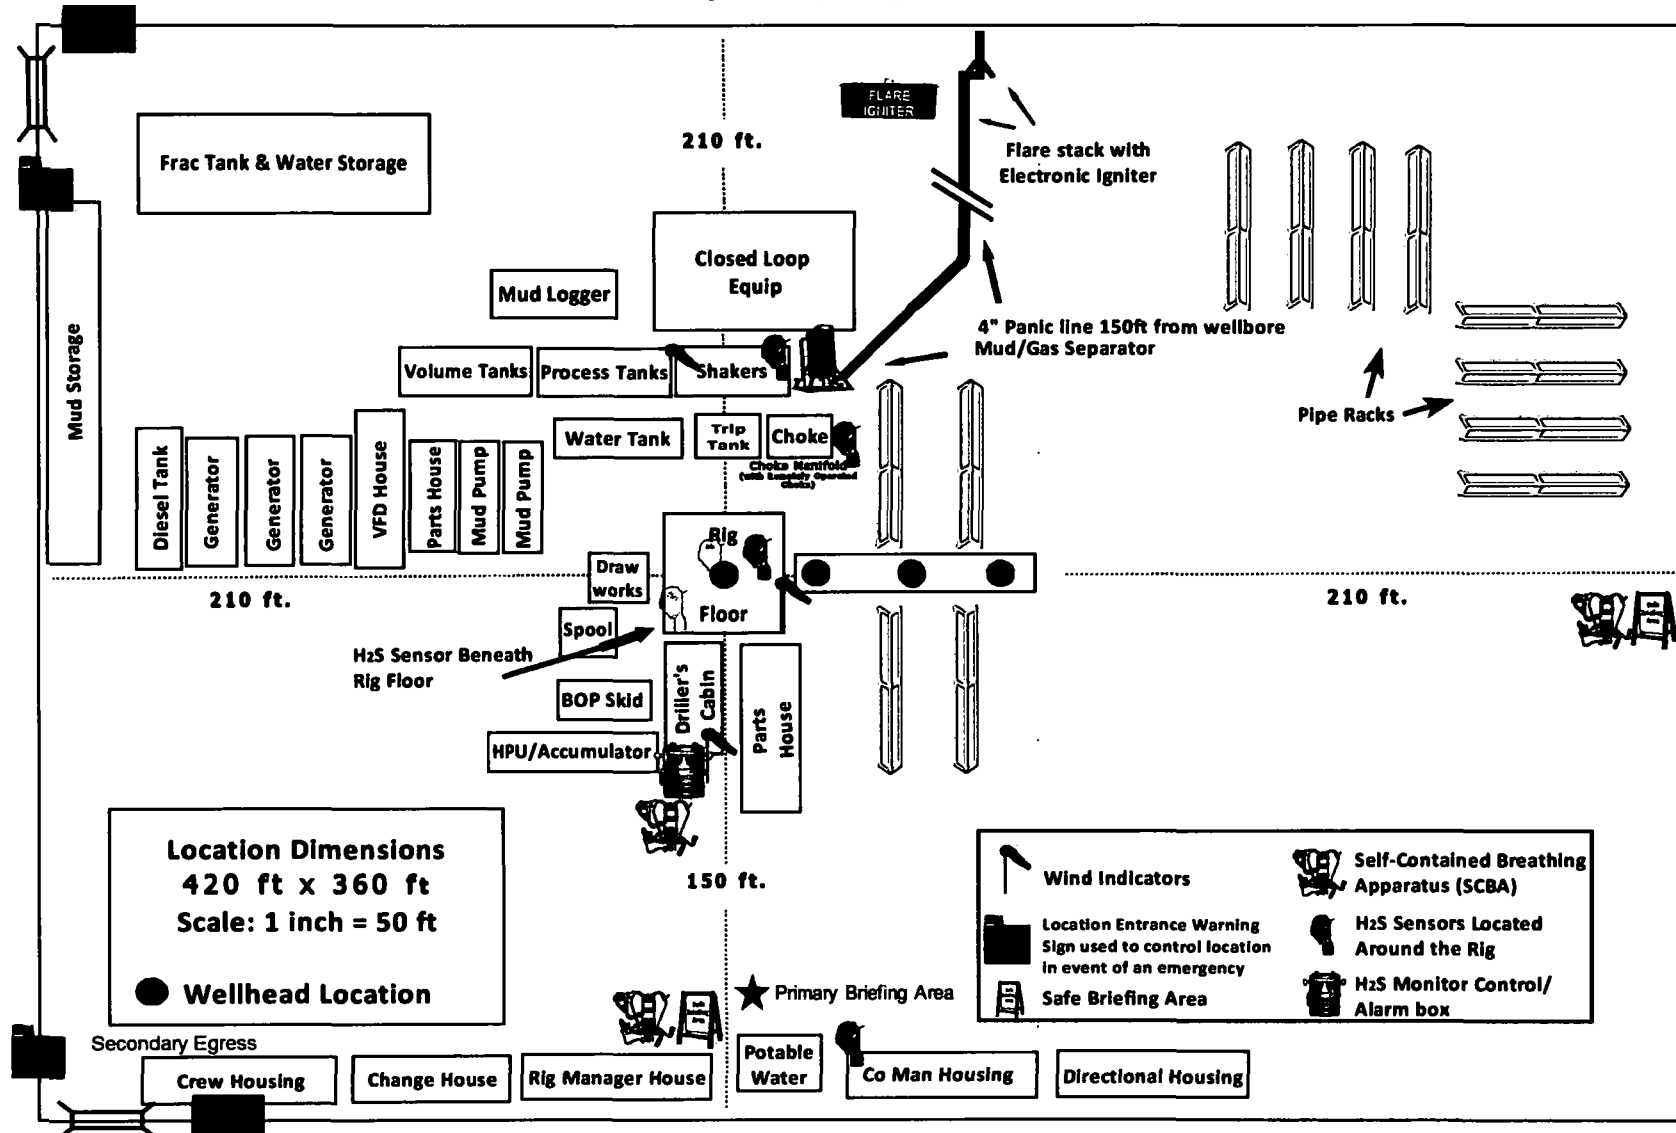 FLARE
IGNITER
210 ft.
Flare stack with
Electronic Igniter
Frac Tank & Water Storage
Closed Loop
Equip
Mud Logger
4" Panic line 150ft from wellbore
Mud/Gas Separator
Mud Storage
Volume Tanks
Process Tanks
Shakers
Pipe Racks
Water Tank
Trip
Tank
Choke
Choke Manifold
(with Remotely Operated
Choke)
Diesel Tank
Generator
Generator
Generator
VFD House
Parts House
Mud Pump
Mud Pump
Rig
Floor
Draw
works
210 ft.
210 ft.
Spool
H2S Sensor Beneath
Rig Floor
BOP Skid
Driller's
Cabin
Parts
House
HPU/Accumulator
Location Dimensions
420 ft x 360 ft
Scale: 1 inch = 50 ft
Wellhead Location
150 ft.
Wind Indicators
Location Entrance Warning
Sign used to control location
in event of an emergency
Safe Briefing Area
Self-Contained Breathing
Apparatus (SCBA)
H2S Sensors Located
Around the Rig
H2S Monitor Control/
Alarm box
Primary Briefing Area
Secondary Egress
Crew Housing
Change House
Rig Manager House
Potable
Water
Co Man Housing
Directional Housing